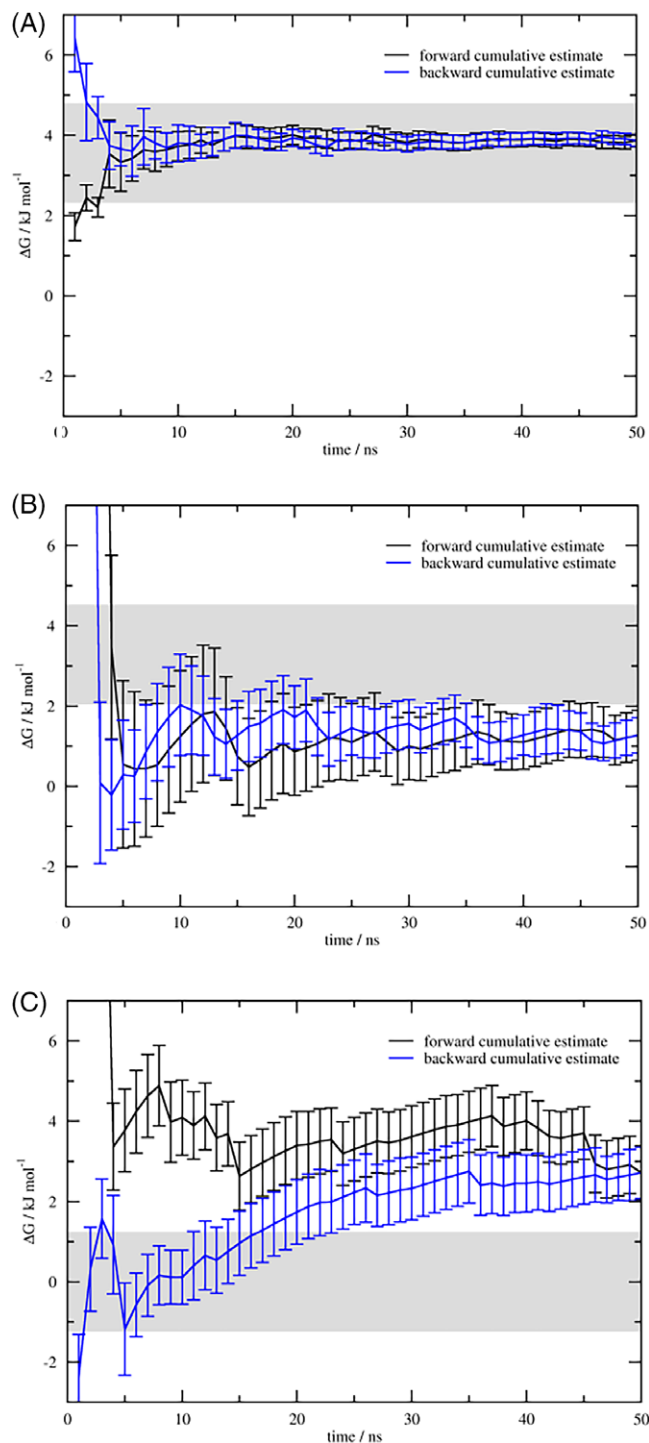 (A)
6
4
2
0
-2
ΔG / kJ mol⁻¹
forward cumulative estimate
backward cumulative estimate
0 10 20 30 40 50
time / ns
(B)
6
4
2
0
-2
ΔG / kJ mol⁻¹
forward cumulative estimate
backward cumulative estimate
0 10 20 30 40 50
time / ns
(C)
6
4
2
0
-2
ΔG / kJ mol⁻¹
forward cumulative estimate
backward cumulative estimate
0 10 20 30 40 50
time / ns